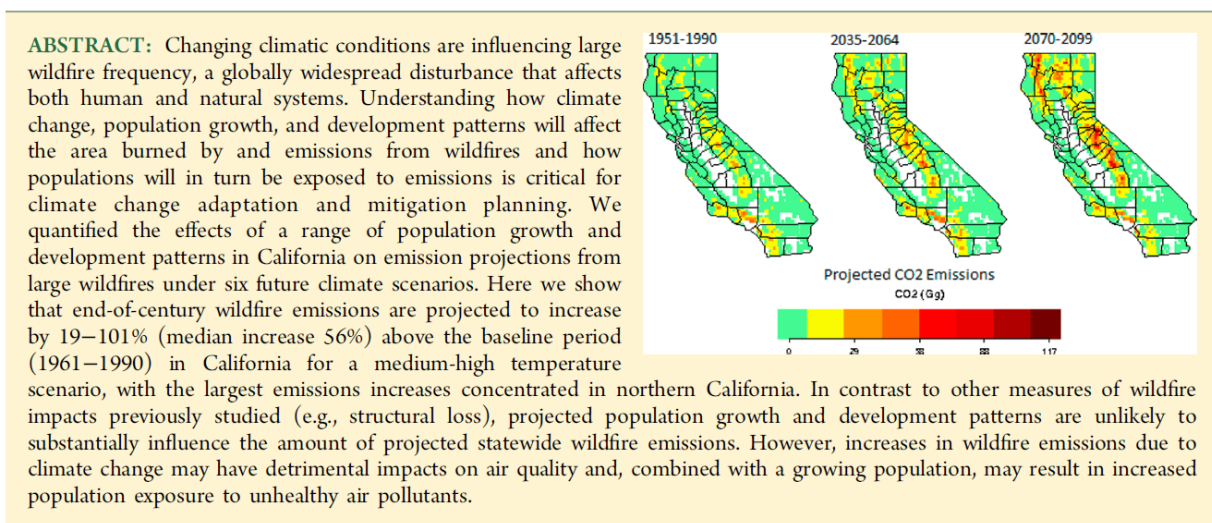 ABSTRACT: Changing climatic conditions are influencing large
wildfire frequency, a globally widespread disturbance that affects
both human and natural systems. Understanding how climate
change, population growth, and development patterns will affect
the area burned by and emissions from wildfires and how
populations will in turn be exposed to emissions is critical for
climate change adaptation and mitigation planning. We
quantified the effects of a range of population growth and
development patterns in California on emission projections from
large wildfires under six future climate scenarios. Here we show
that end-of-century wildfire emissions are projected to increase
by 19−101% (median increase 56%) above the baseline period
(1961−1990) in California for a medium-high temperature
scenario, with the largest emissions increases concentrated in northern California. In contrast to other measures of wildfire
impacts previously studied (e.g., structural loss), projected population growth and development patterns are unlikely to
substantially influence the amount of projected statewide wildfire emissions. However, increases in wildfire emissions due to
climate change may have detrimental impacts on air quality and, combined with a growing population, may result in increased
population exposure to unhealthy air pollutants.
1951-1990 2035-2064 2070-2099
Projected CO2 Emissions
CO2 (Gg)
0 29 117